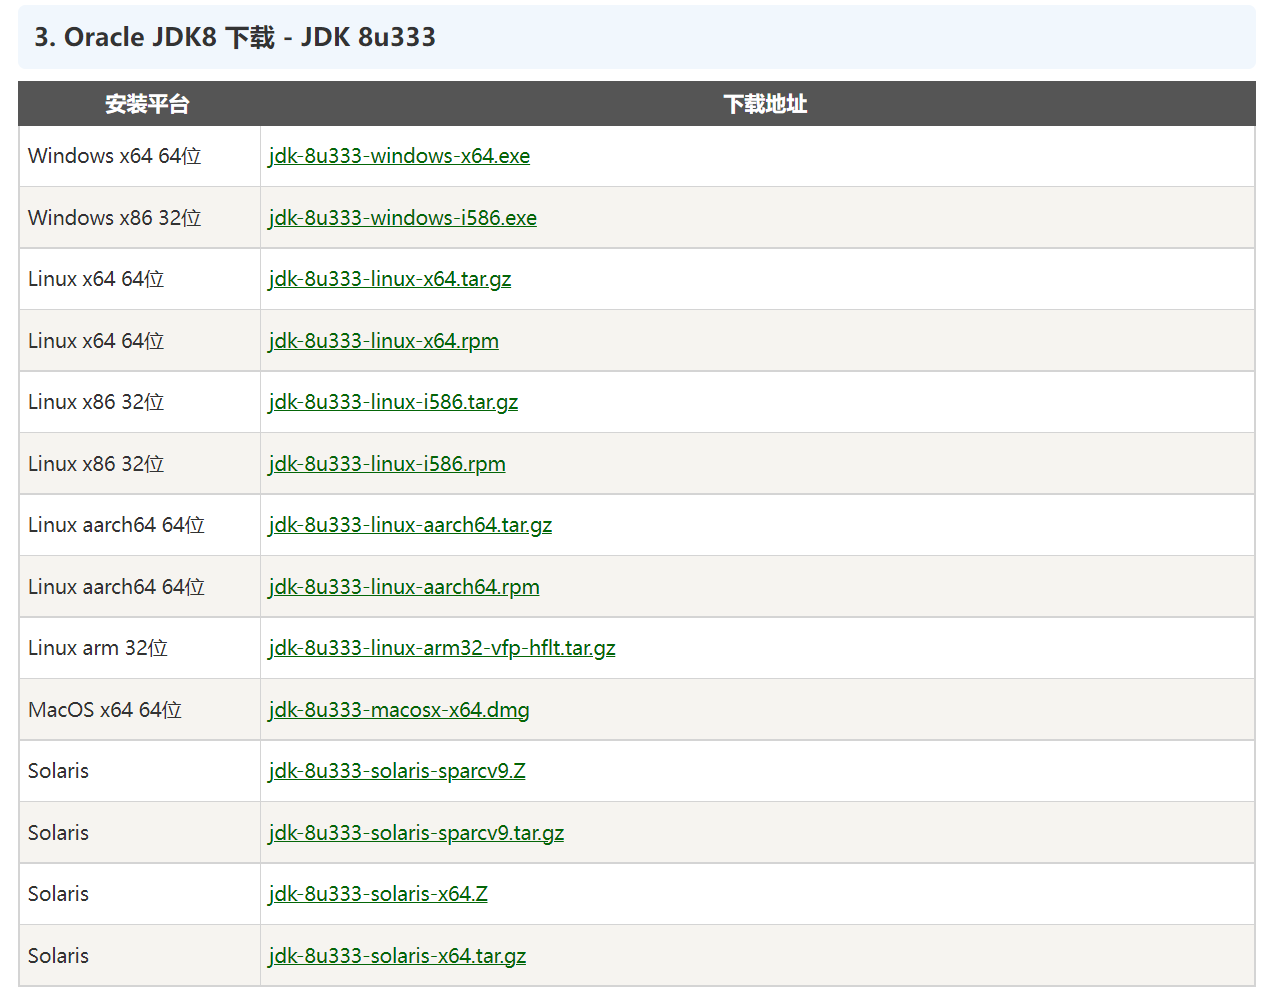 3. Oracle JDK8 下载 - JDK 8u333
安装平台 下载地址
Windows x64 64位 jdk-8u333-windows-x64.exe
Windows x86 32位 jdk-8u333-windows-i586.exe
Linux x64 64位 jdk-8u333-linux-x64.tar.gz
Linux x64 64位 jdk-8u333-linux-x64.rpm
Linux x86 32位 jdk-8u333-linux-i586.tar.gz
Linux x86 32位 jdk-8u333-linux-i586.rpm
Linux aarch64 64位 jdk-8u333-linux-aarch64.tar.gz
Linux aarch64 64位 jdk-8u333-linux-aarch64.rpm
Linux arm 32位 jdk-8u333-linux-arm32-vfp-hflt.tar.gz
MacOS x64 64位 jdk-8u333-macosx-x64.dmg
Solaris jdk-8u333-solaris-sparcv9.Z
Solaris jdk-8u333-solaris-sparcv9.tar.gz
Solaris jdk-8u333-solaris-x64.Z
Solaris jdk-8u333-solaris-x64.tar.gz